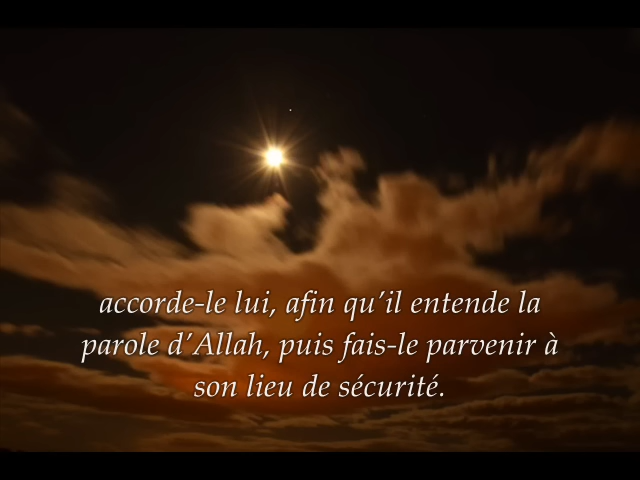 accorde-le lui, afin qu’il entende la
parole d’Allah, puis fais-le parvenir à
son lieu de sécurité.